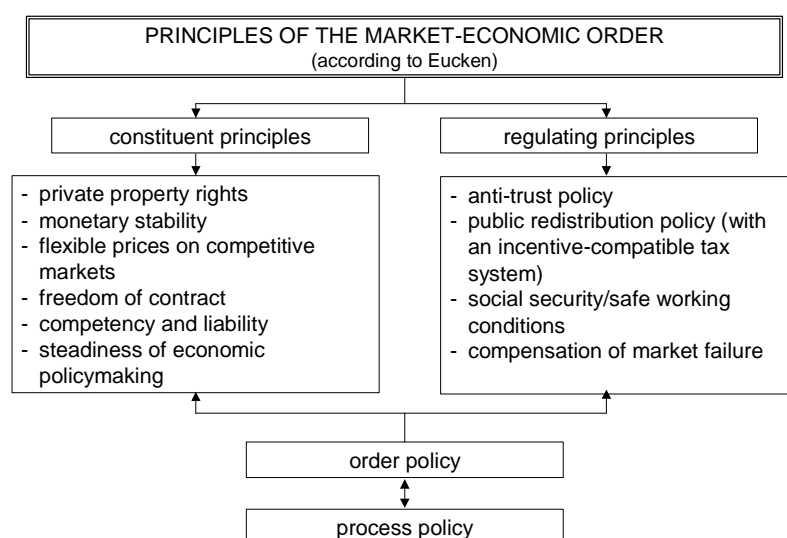 PRINCIPLES OF THE MARKET-ECONOMIC ORDER
(according to Eucken)
constituent principles
regulating principles
- private property rights
- monetary stability
- flexible prices on competitive
markets
- freedom of contract
- competency and liability
- steadiness of economic
policymaking
- anti-trust policy
- public redistribution policy (with
an incentive-compatible tax
system)
- social security/safe working
conditions
- compensation of market failure
order policy
process policy